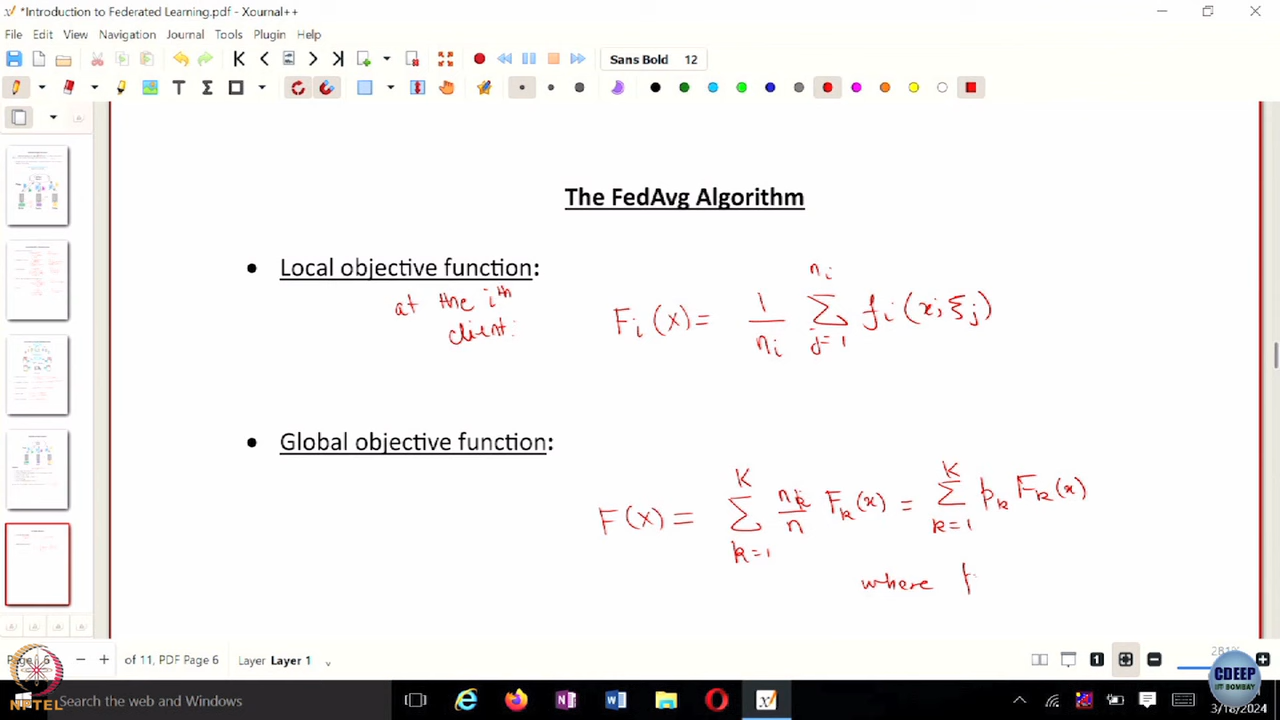 *Introduction to Federated Learning.pdf - Xournal++
File Edit View Navigation Journal Tools Plugin Help
Sans Bold 12
The FedAvg Algorithm
• Local objective function:
at the i^th
client:
F_i(x) = 1/n_i ∑_{j=1}^{n_i} f_i(x; ξ_j)
• Global objective function:
F(x) = ∑_{k=1}^{K} n_k/n F_k(x) = ∑_{k=1}^{K} p_k F_k(x)
where
Page 6 of 11, PDF Page 6 Layer Layer 1 281%
NPTEL
CDEEP
IIT BOMBAY
Search the web and Windows
3/18/2024